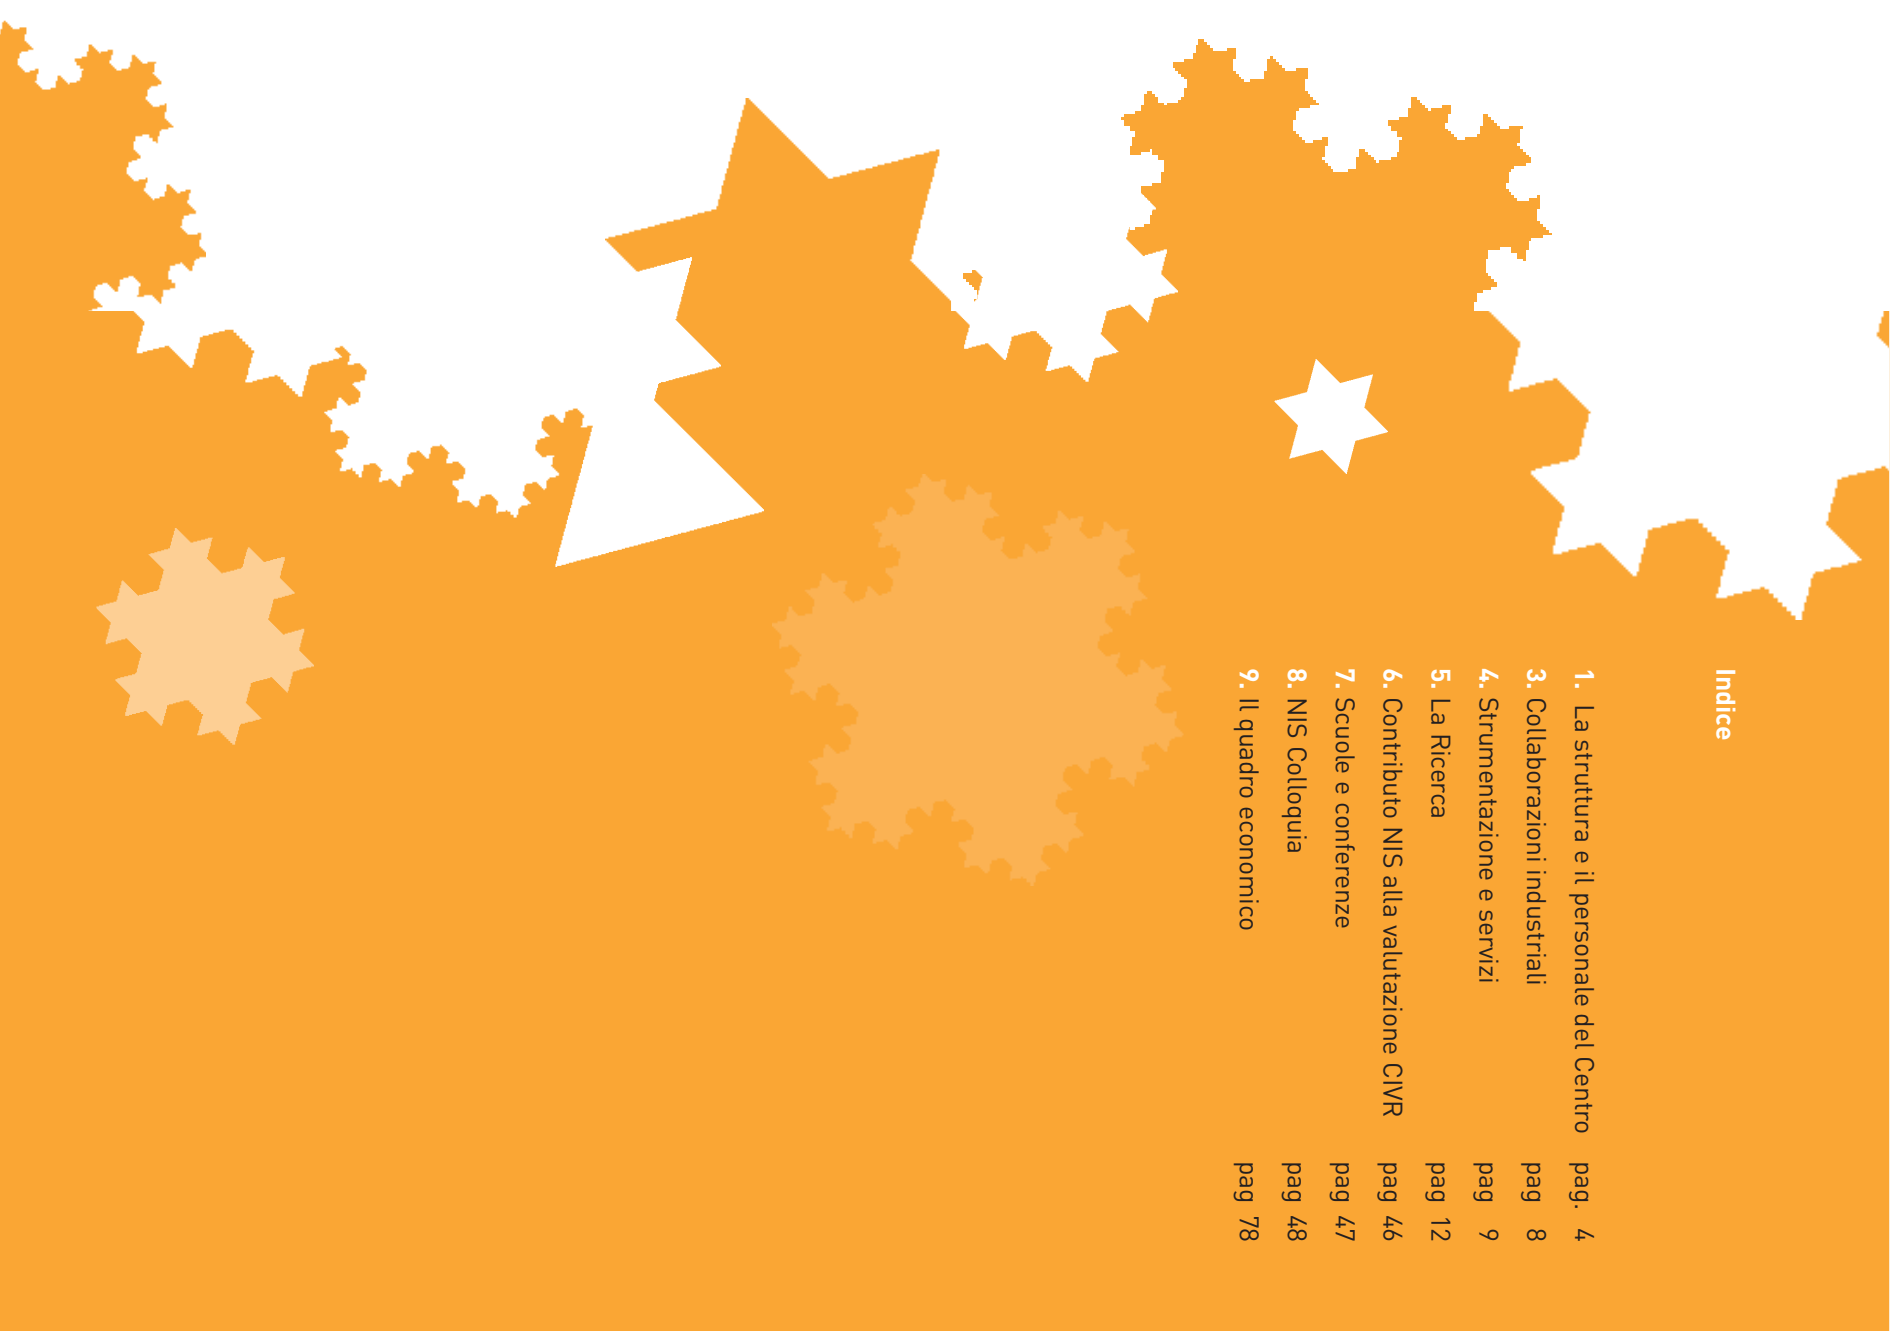 Indice
1. La struttura e il personale del Centro pag. 4
3. Collaborazioni industriali pag 8
4. Strumentazione e servizi pag 9
5. La Ricerca pag 12
6. Contributo NIS alla valutazione CIVR pag 46
7. Scuole e conferenze pag 47
8. NIS Colloquia pag 48
9. Il quadro economico pag 78